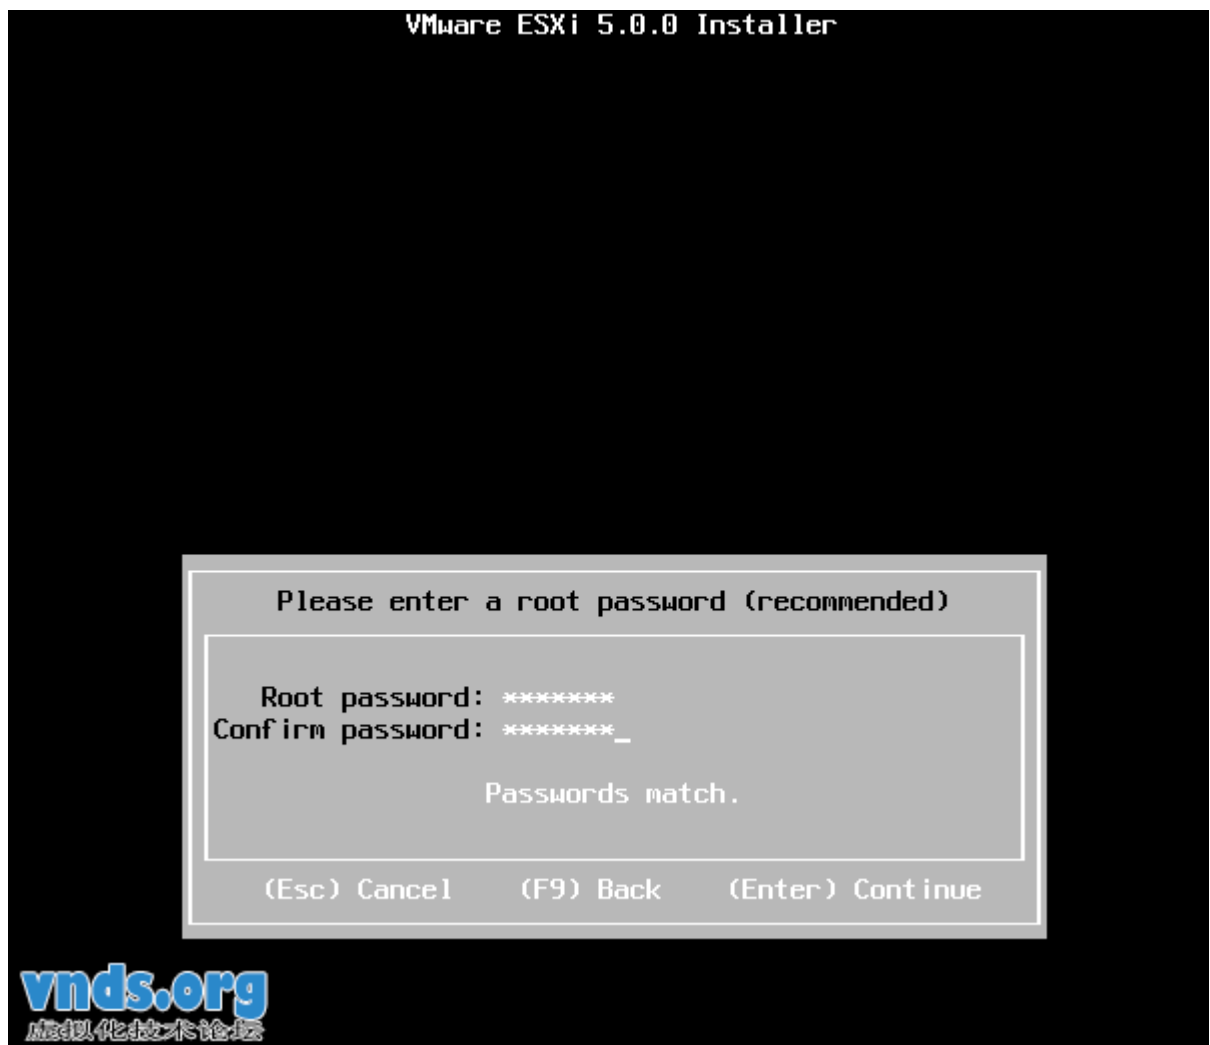 VMware ESXi 5.0.0 Installer
Please enter a root password (recommended)
Root password: *******
Confirm password: *******_
Passwords match.
(Esc) Cancel (F9) Back (Enter) Continue
vnds.org
虚拟化技术论坛